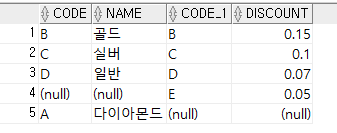 CODE NAME CODE_1 DISCOUNT
1 B 골드 B 0.15
2 C 실버 C 0.1
3 D 일반 D 0.07
4 (null) (null) E 0.05
5 A 다이아몬드 (null) (null)